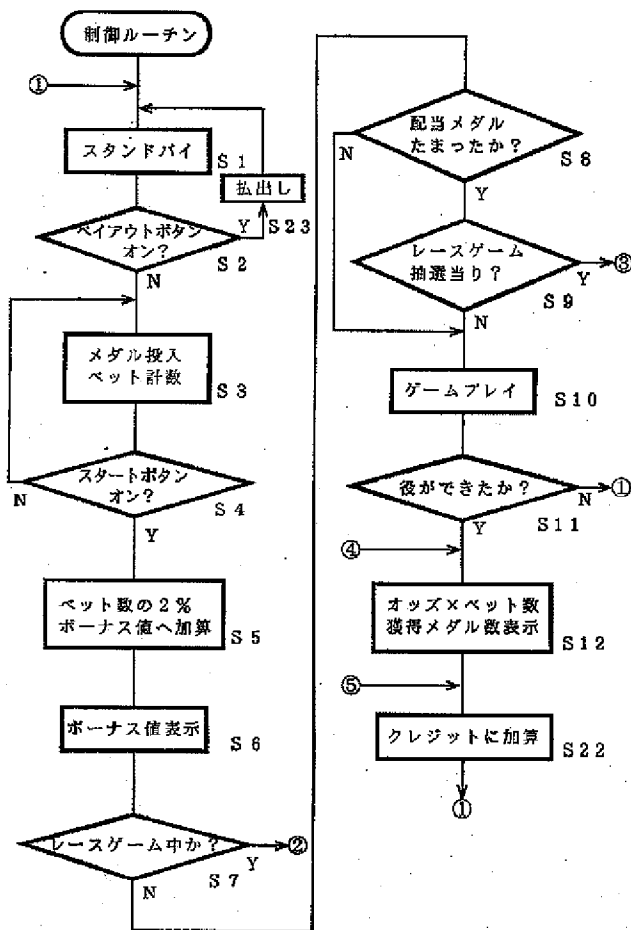 制御ルーチン
①
スタンドバイ
S1
払出し
S23
ペイアウトボタン
オン?
Y
S2
N
メダル投入
ベット計数
S3
スタートボタン
オン?
N
S4
Y
ベット数の2%
ボーナス値へ加算
S5
ボーナス値表示
S6
レースゲーム中か?
②
Y
S7
N
配当メダル
たまったか?
N
S8
Y
レースゲーム
抽選当り?
③
Y
S9
N
ゲームプレイ
S10
役ができたか?
①
N
S11
Y
④
オッズ×ベット数
獲得メダル数表示
S12
⑤
クレジットに加算
S22
①